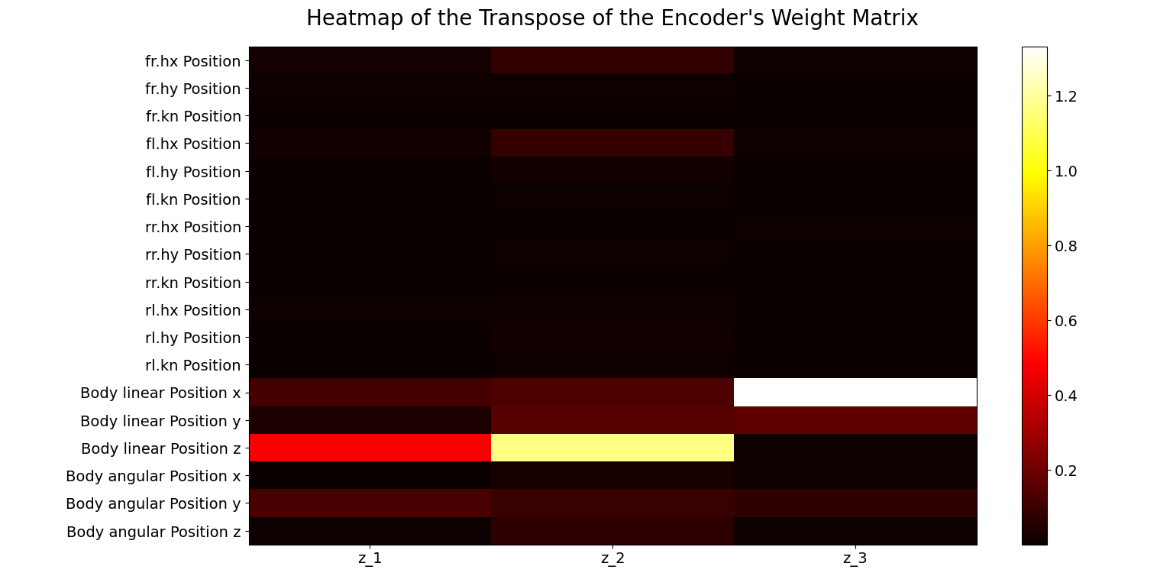 Heatmap of the Transpose of the Encoder's Weight Matrix
fr.hx Position
fr.hy Position
fr.kn Position
fl.hx Position
fl.hy Position
fl.kn Position
rr.hx Position
rr.hy Position
rr.kn Position
rl.hx Position
rl.hy Position
rl.kn Position
Body linear Position x
Body linear Position y
Body linear Position z
Body angular Position x
Body angular Position y
Body angular Position z
z_1 z_2 z_3
1.2
1.0
0.8
0.6
0.4
0.2